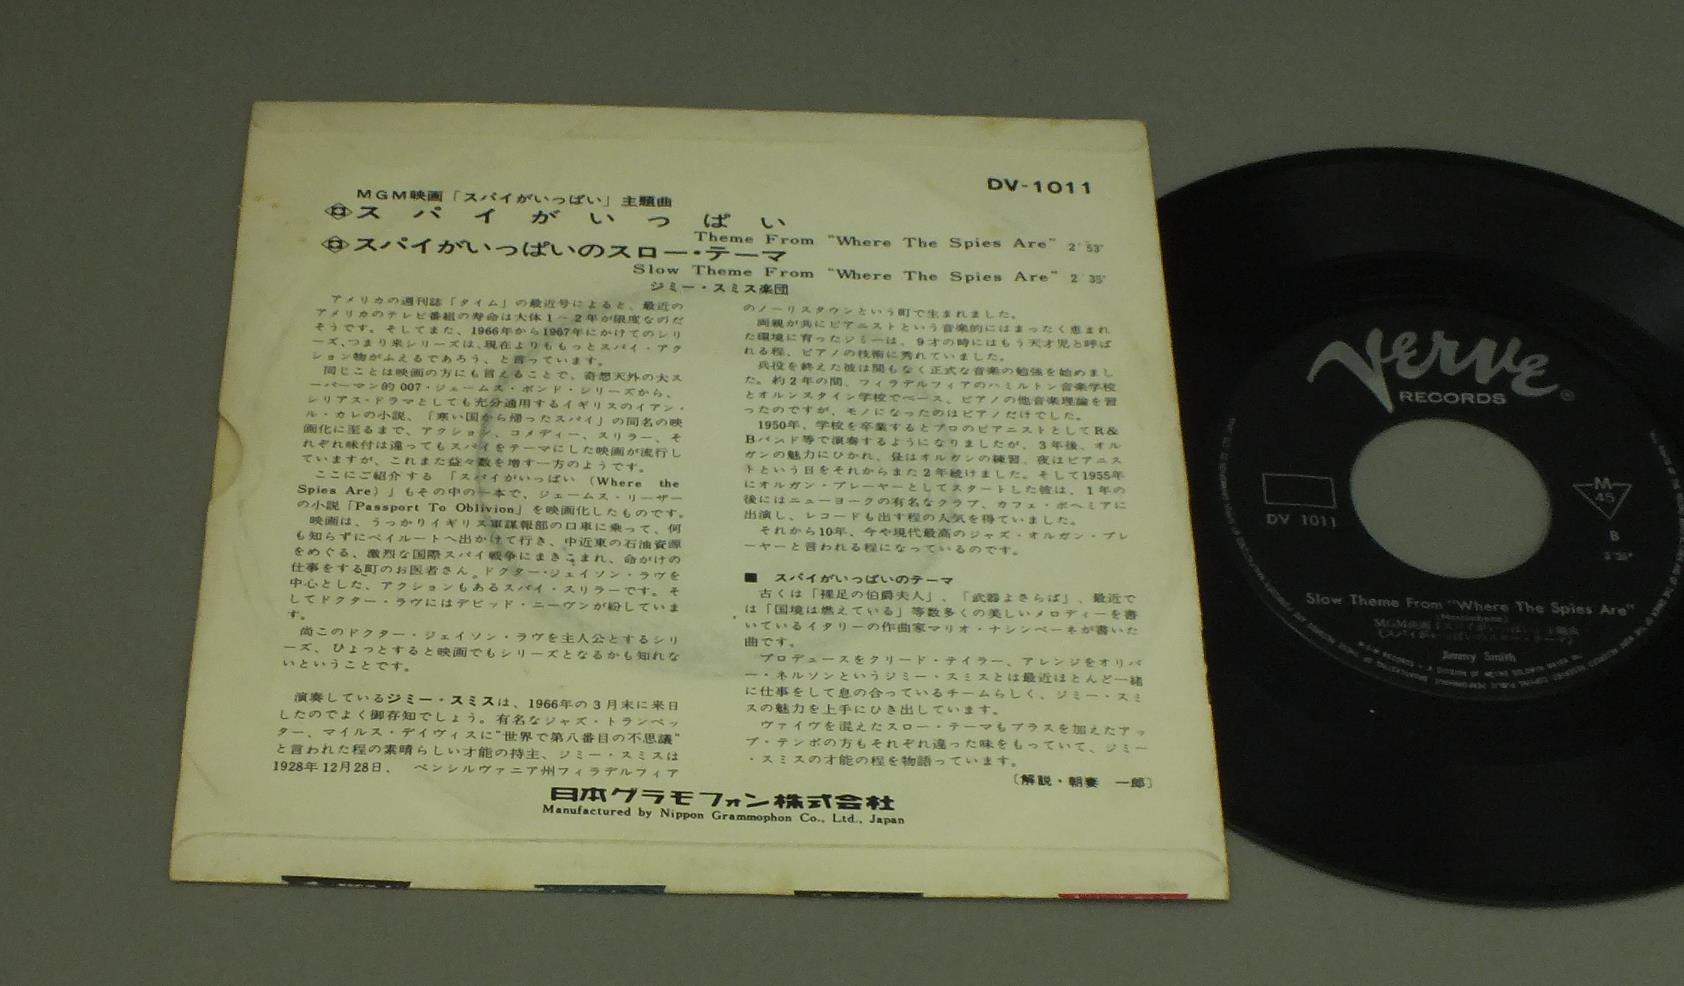 DV-1011
MGM映画「スパイがいっぱい」主題曲
スパイがいっぱい
Theme From "Where The Spies Are" 2′53″
スパイがいっぱいのスロー・テーマ
Slow Theme From "Where The Spies Are" 2′35″
ジミー・スミス楽団
アメリカの週刊誌「タイム」の最近号によると、最近の
アメリカのテレビ番組の寿命は大体1〜2年が限度なのだ
そうです。そしてまた、1966年から1967年にかけてのシリ
ーズ、つまり来シリーズは、現在よりももっとスパイ・アク
ション物がふえるであろう、と言っています。
同じことは映画の方にも言えることで、奇想天外の大ス
ーパーマン的007・ジェームス・ボンド・シリーズから、
シリアス・ドラマとしても充分通用するイギリスのイアン・
ル・カレの小説、「寒い国から帰ったスパイ」の同名の映
画化に至るまで、アクション、コメディー、スリラー、そ
れぞれ味付は違ってもスパイをテーマにした映画が流行し
ていますが、これまた益々数を増す一方のようです。
ここにご紹介する「スパイがいっぱい（Where the
Spies Are）」もその中の一本で、ジェームス・リーザー
の小説「Passport To Oblivion」を映画化したものです。
映画は、うっかりイギリス軍諜報部の口車に乗って、何
も知らずにベイルートへ出かけて行き、中近東の石油資源
をめぐる、激烈な国際スパイ戦争にまきこまれ、命がけの
仕事をする町のお医者さん、ドクター・ジェイソン・ラヴを
中心とした、アクションもあるスパイ・スリラーです。そ
してドクター・ラヴにはデビッド・ニーヴンが紛していま
す。
尚このドクター・ジェイソン・ラヴを主人公とするシリ
ーズ、ひょっとすると映画でもシリーズとなるかも知れな
いということです。
演奏しているジミー・スミスは、1966年の3月末に来日
したのでよく御存知でしょう。有名なジャズ・トランペッ
ター、マイルス・デイヴィスに"世界で第八番目の不思議"
と言われた程の素晴らしい才能の持主、ジミー・スミスは
1928年12月28日、ペンシルヴァニア州フィラデルフィア
のノーリスタウンという町で生まれました。
両親が共にピアニストという音楽的にはまったく恵まれ
た環境に育ったジミーは、9才の時にはもう天才児と呼ば
れる程、ピアノの技術に秀れていました。
兵役を終えた彼は間もなく正式な音楽の勉強を始めまし
た。約2年の間、フィラデルフィアのハミルトン音楽学校
とオルンスタイン学校でベース、ピアノの他音楽理論を習
ったのですが、モノになったのはピアノだけでした。
1950年、学校を卒業するとプロのピアニストとしてR&
Bバンド等で演奏するようになりましたが、3年後、オル
ガンの魅力にひかれ、昼はオルガンの練習、夜はピアニス
トという日をそれからまた2年続けました。そして1955年
にオルガン・プレーヤーとしてスタートした彼は、1年の
後にはニューヨークの有名なクラブ、カフェ・ボヘミアに
出演し、レコードも出す程の人気を得ていました。
それから10年、今や現代最高のジャズ・オルガン・プレ
ーヤーと言われる程になっているのです。
■ スパイがいっぱいのテーマ
古くは「裸足の伯爵夫人」、「武器よさらば」、最近で
は「国境は燃えている」等数多くの美しいメロディーを書
いているイタリーの作曲家マリオ・ナシンベーネが書いた
曲です。
プロデュースをクリード・テイラー、アレンジをオリバ
ー・ネルソンというジミー・スミスとは最近ほとんど一緒
に仕事をして息の合っているチームらしく、ジミー・スミ
スの魅力を上手にひき出しています。
ヴァイヴを混えたスロー・テーマもブラスを加えたアッ
プ・テンポの方もそれぞれ違った味をもっていて、ジミー
・スミスの才能の程を物語っています。
〔解説・朝妻 一郎〕
日本グラモフォン株式会社
Manufactured by Nippon Grammophon Co., Ltd., Japan
VERVE
RECORDS
DV 1011
M
45
B
Slow Theme From "Where The Spies Are"
(Nascimbene)
MGM映画「スパイがいっぱい」主題曲
(スパイがいっぱいのスロー・テーマ)
Jimmy Smith